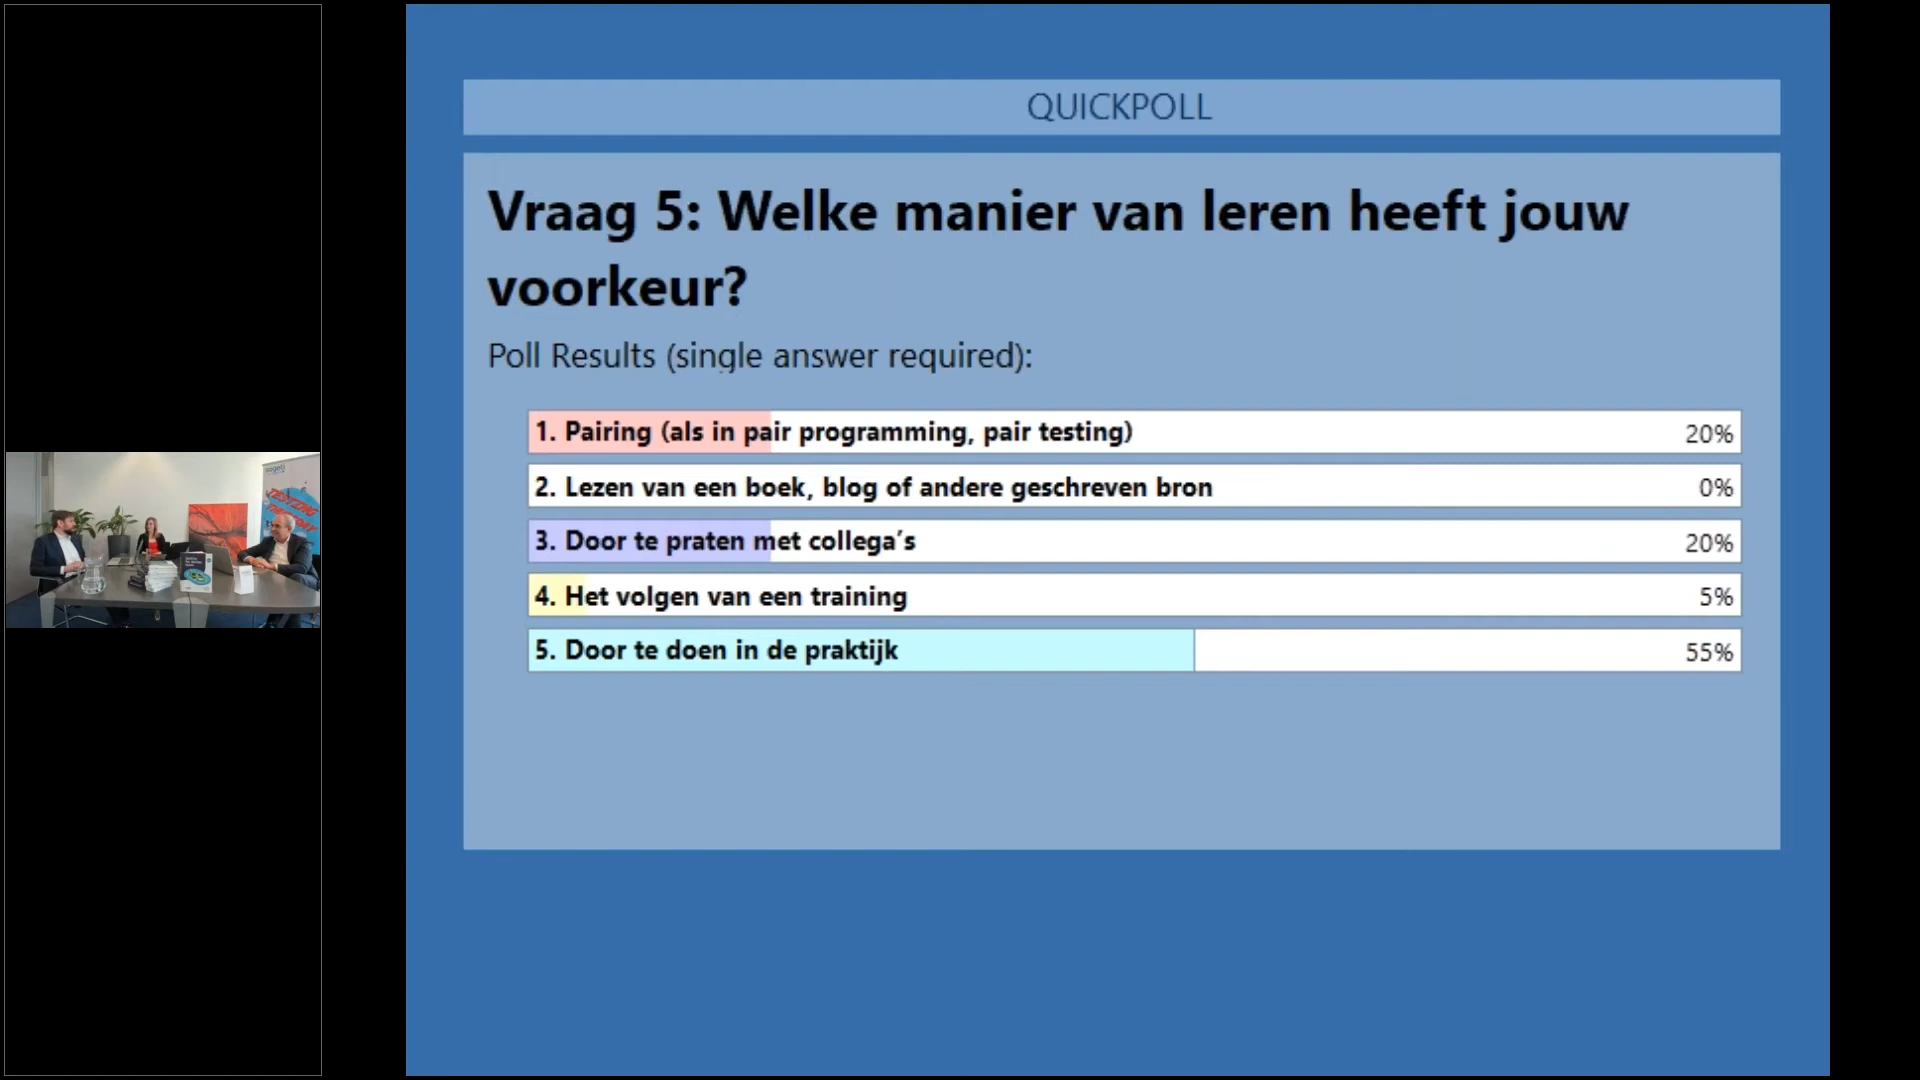 QUICKPOLL
Vraag 5: Welke manier van leren heeft jouw
voorkeur?
Poll Results (single answer required):
1. Pairing (als in pair programming, pair testing) 20%
2. Lezen van een boek, blog of andere geschreven bron 0%
3. Door te praten met collega’s 20%
4. Het volgen van een training 5%
5. Door te doen in de praktijk 55%